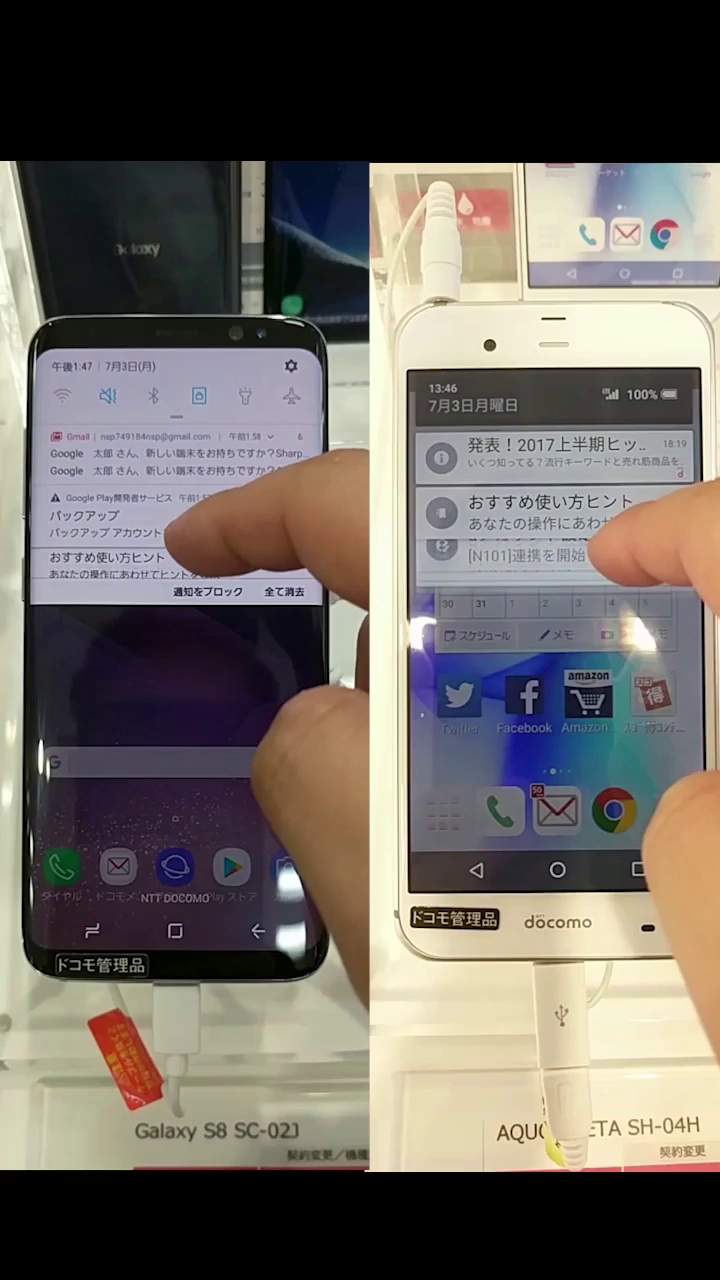 Galaxy
午後1:47 | 7月3日(月)
Gmail | nsp749184nsp@gmail.com | 午前1:58 6
Google 太郎 さん、新しい端末をお持ちですか?Sharp...
Google 太郎 さん、新しい端末をお持ちですか?
Google Play開発者サービス 午前1:5
バックアップ
バックアップ アカウント
おすすめ使い方ヒント
あなたの操作にあわせてヒントを
通知をブロック 全て消去
G
ダイヤル ドコモメ NTT DOCOMO Play ストア
ドコモ管理品
Galaxy S8 SC-02J
契約変更／機種
13:46
7月3日月曜日
100%
発表！2017上半期ヒッ..
18:19
いくつ知ってる？流行キーワードと売れ筋商品を.
d
おすすめ使い方ヒント
あなたの操作にあわせ
[N101]連携を開始
30 31 1 2 3 4 5
スケジュール メモ
amazon
得
Twitter Facebook Amazon
50
ドコモ管理品
docomo
AQUO ETA SH-04H
契約変更